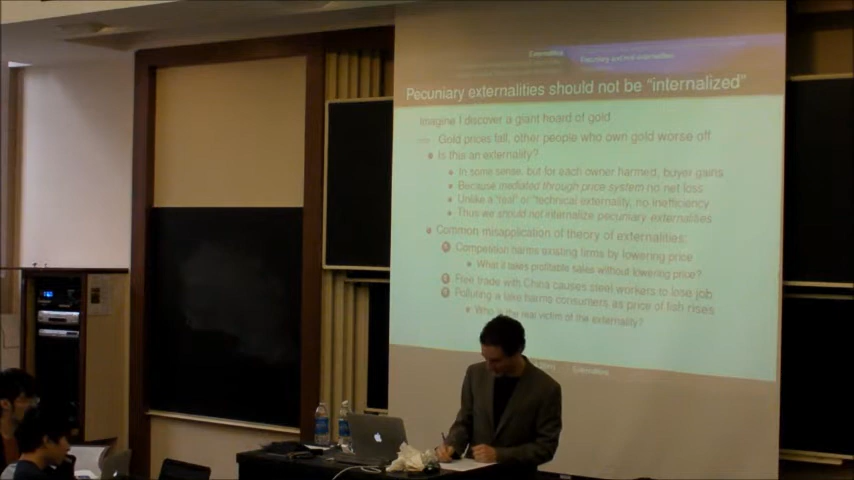 Externalities
Pecuniary and real externalities
Pecuniary externalities should not be "internalized"
Imagine I discover a giant hoard of gold
Gold prices fall, other people who own gold worse off
Is this an externality?
In some sense, but for each owner harmed, buyer gains
Because mediated through price system no net loss
Unlike a "real" or "technical externality, no inefficiency
Thus we should not internalize pecuniary externalities
Common misapplication of theory of externalities:
1 Competition harms existing firms by lowering price
What if takes profitable sales without lowering price?
2 Free trade with China causes steel workers to lose job
3 Polluting a lake harms consumers as price of fish rises
Who is the real victim of the externality?
Externalities